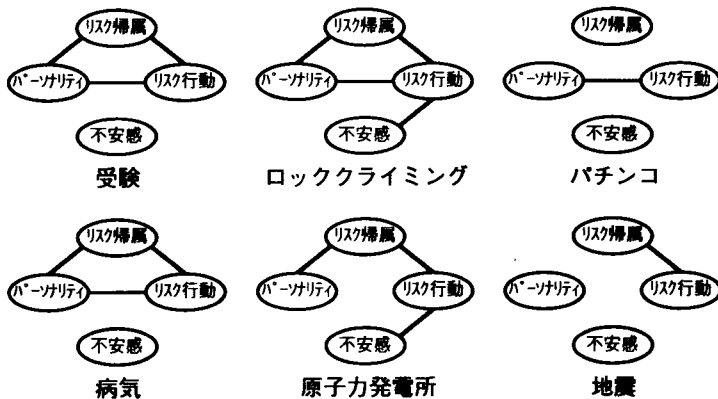 リスク帰属
パーソナリティ リスク行動
不安感
受験
リスク帰属
パーソナリティ リスク行動
不安感
ロッククライミング
リスク帰属
パーソナリティ リスク行動
不安感
パチンコ
リスク帰属
パーソナリティ リスク行動
不安感
病気
リスク帰属
パーソナリティ リスク行動
不安感
原子力発電所
リスク帰属
パーソナリティ リスク行動
不安感
地震